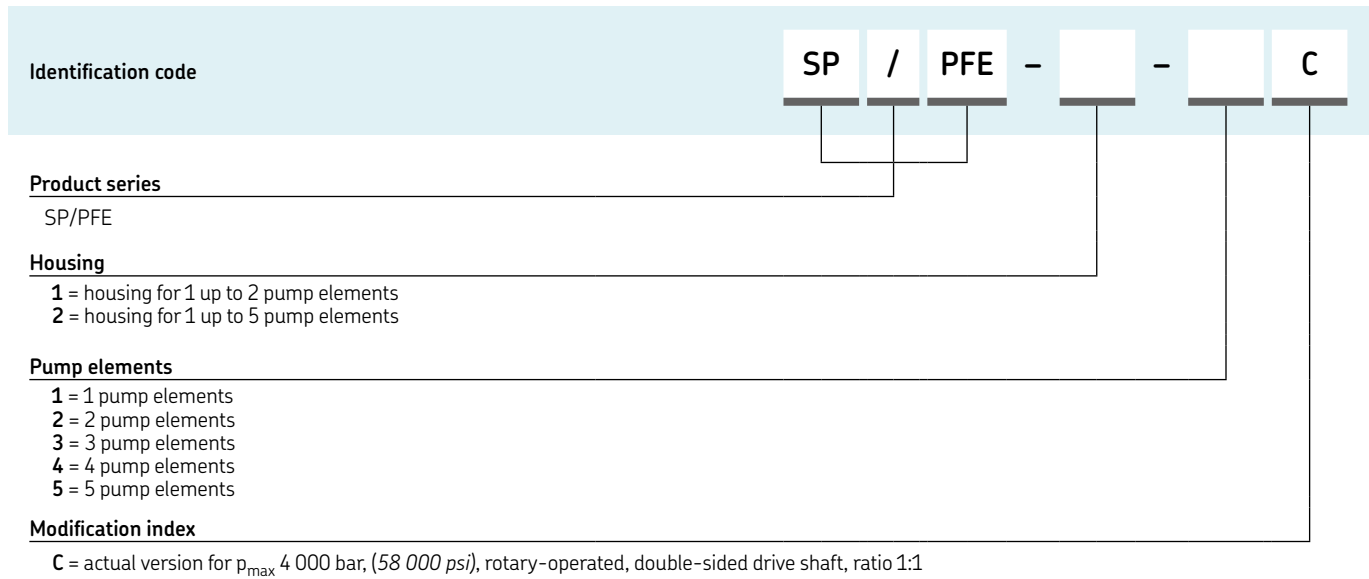 Identification code SP / PFE – – C
Product series
SP/PFE
Housing
1 = housing for 1 up to 2 pump elements
2 = housing for 1 up to 5 pump elements
Pump elements
1 = 1 pump elements
2 = 2 pump elements
3 = 3 pump elements
4 = 4 pump elements
5 = 5 pump elements
Modification index
C = actual version for pmax 4 000 bar, (58 000 psi), rotary-operated, double-sided drive shaft, ratio 1:1